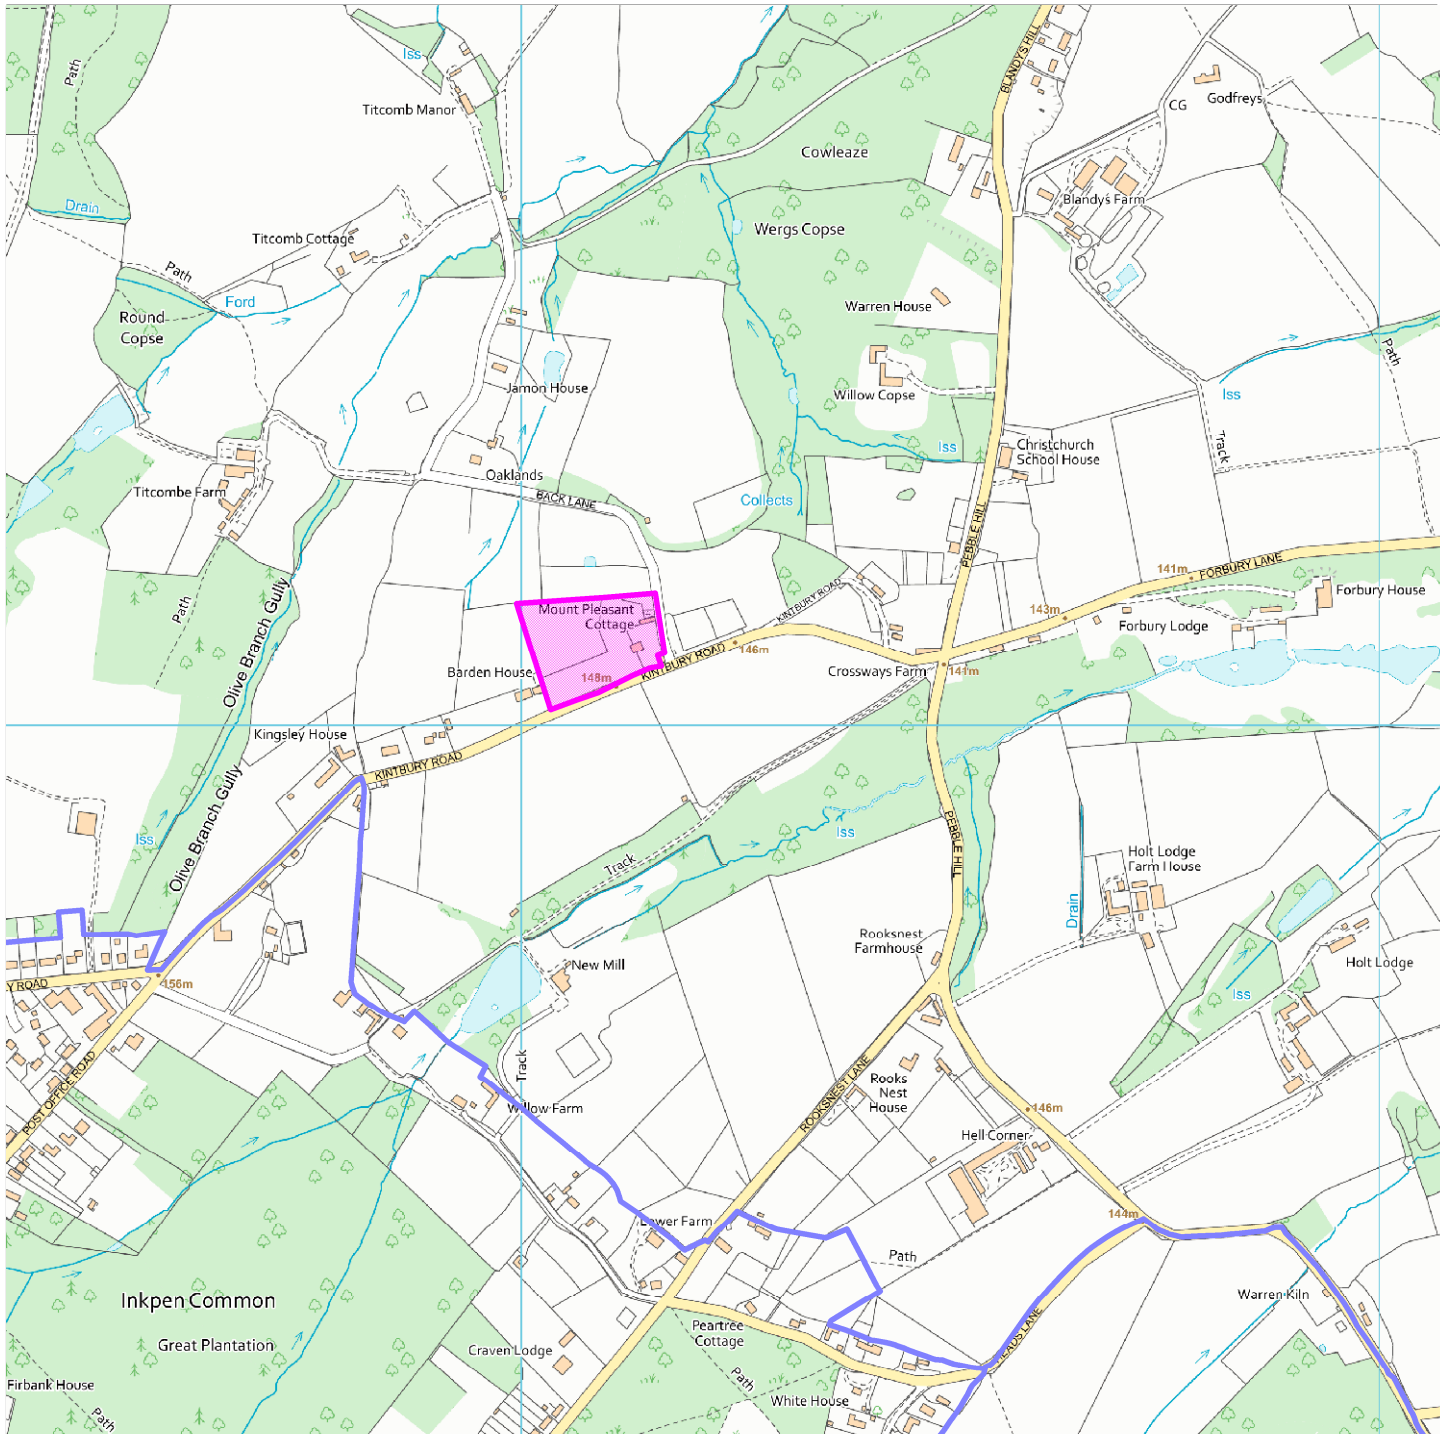 Path
Iss
BLANDYS HILL
Titcomb Manor
CG
Godfreys
Cowleaze
Drain
Blandys Farm
Titcomb Cottage
Wergs Copse
Path
Ford
Warren House
Round
Copse
Path
Jamon House
Willow Copse
Iss
Iss
Christchurch
School House
Track
Oaklands
Titcombe Farm
BACK LANE
Collects
PEBBLE HILL
141m
FORBURY LANE
KINTBURY ROAD
Forbury House
Path
Mount Pleasant
Cottage
143m
Forbury Lodge
Olive Branch Gully
146m
KINTBURY ROAD
Barden House
148m
Crossways Farm
141m
Kingsley House
KINTBURY ROAD
Olive Branch Gully
Iss
Iss
PEBBLE HILL
Track
Holt Lodge
Farm House
Drain
Rooksnest
Farmhouse
New Mill
Holt Lodge
Y ROAD
156m
Iss
Track
POST OFFICE ROAD
ROOKSNEST LANE
Rooks
Nest
House
Willow Farm
146m
Hell Corner
144m
Lower Farm
Path
Inkpen Common
Warren Kiln
Great Plantation
Peartree
Cottage
HEADS LANE
Craven Lodge
Path
Firbank House
White House
Path